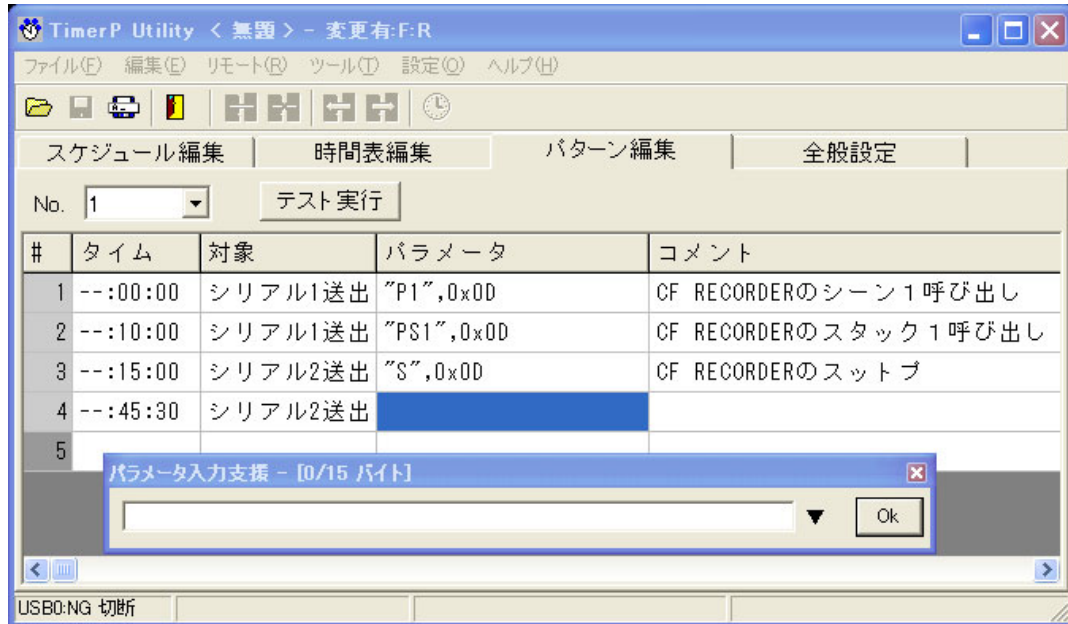 TimerP Utility < 無題 > - 変更有:F:R
ファイル(F) 編集(E) リモート(R) ツール(T) 設定(O) ヘルプ(H)
スケジュール編集 時間表編集 パターン編集 全般設定
No. 1 テスト実行
# タイム 対象 パラメータ コメント
1 --:00:00 シリアル1送出 "P1",0x0D CF RECORDERのシーン1呼び出し
2 --:10:00 シリアル1送出 "PS1",0x0D CF RECORDERのスタック1呼び出し
3 --:15:00 シリアル2送出 "S",0x0D CF RECORDERのスットプ
4 --:45:30 シリアル2送出
5
パラメータ入力支援 - [0/15 バイト]
Ok
USB0:NG 切断